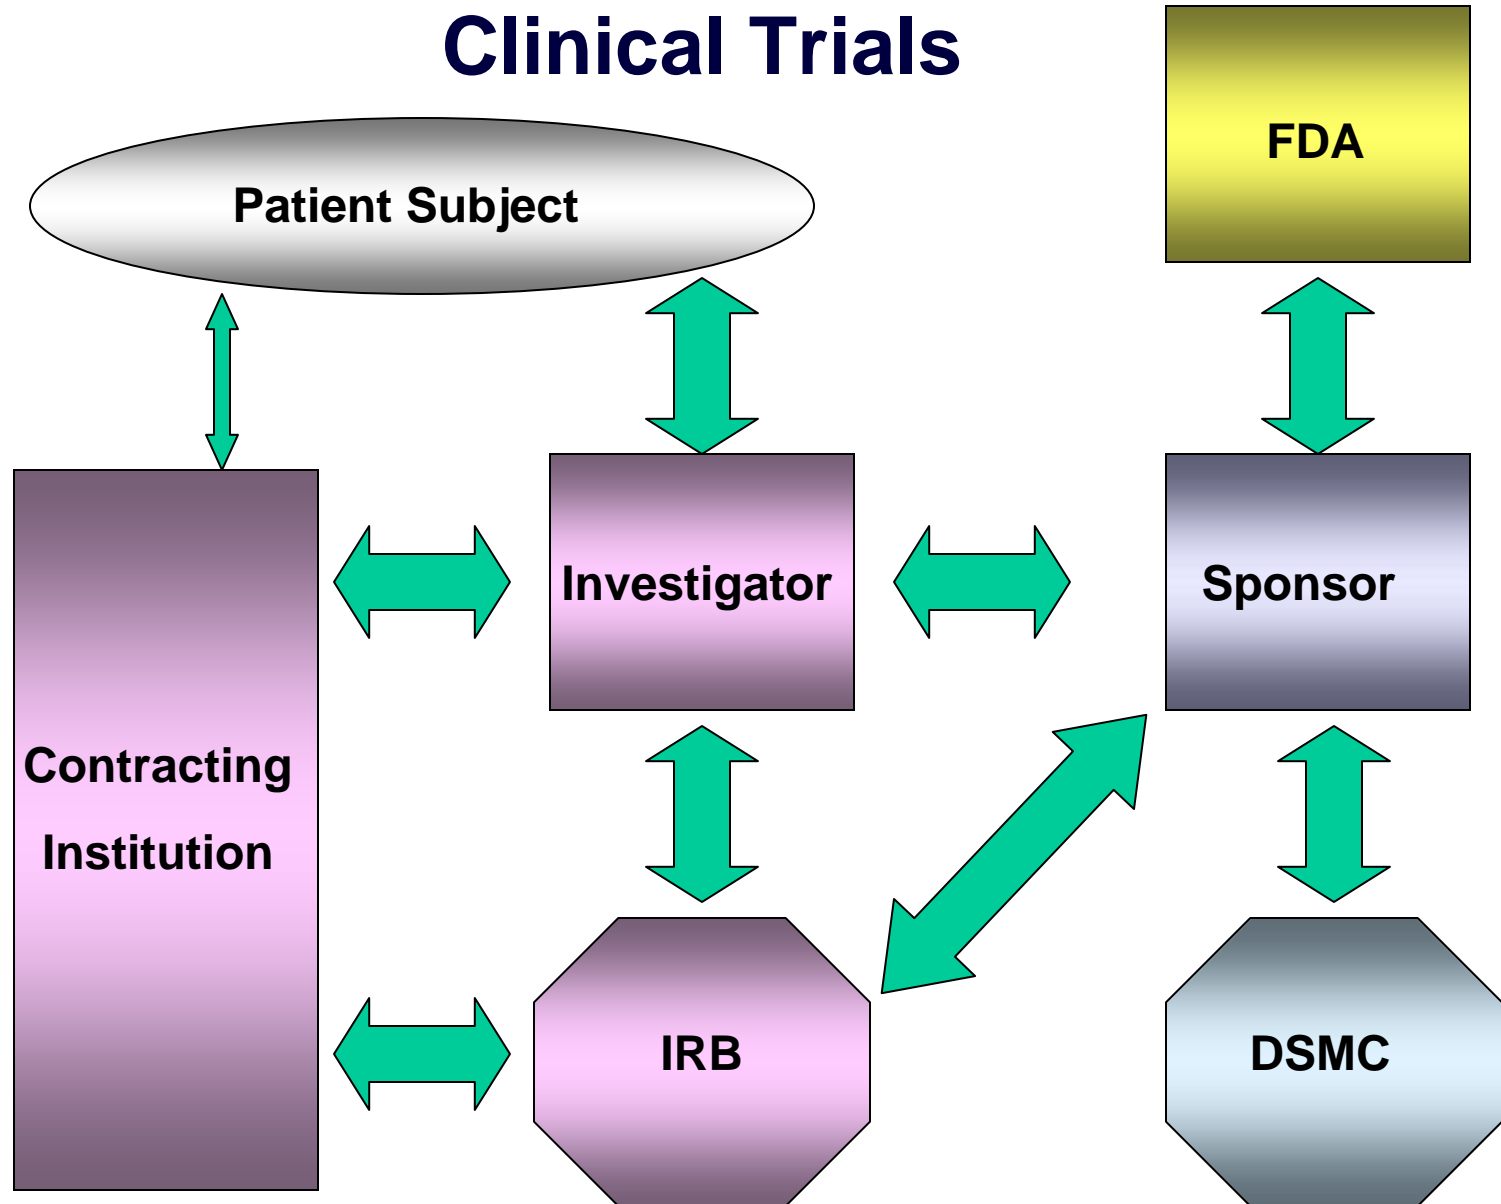 Clinical Trials
FDA
Patient Subject
Investigator
Sponsor
Contracting
Institution
IRB
DSMC